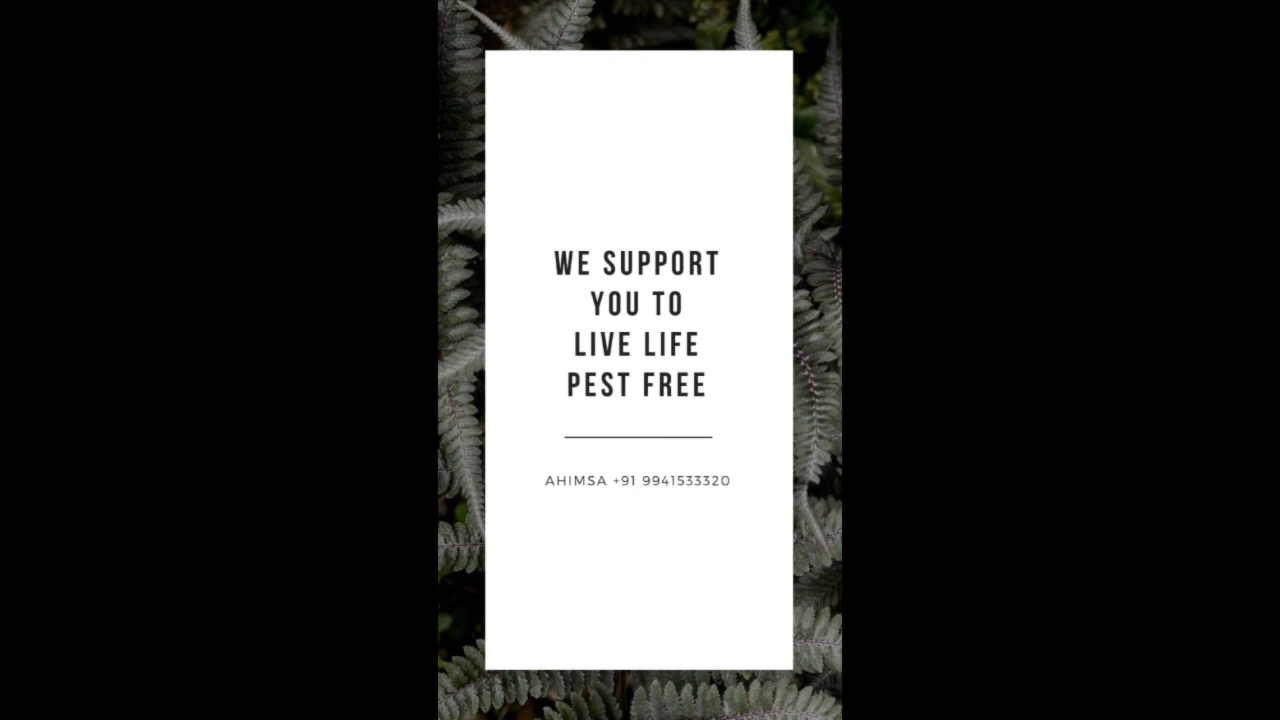 WE SUPPORT
YOU TO
LIVE LIFE
PEST FREE
AHIMSA +91 9941533320